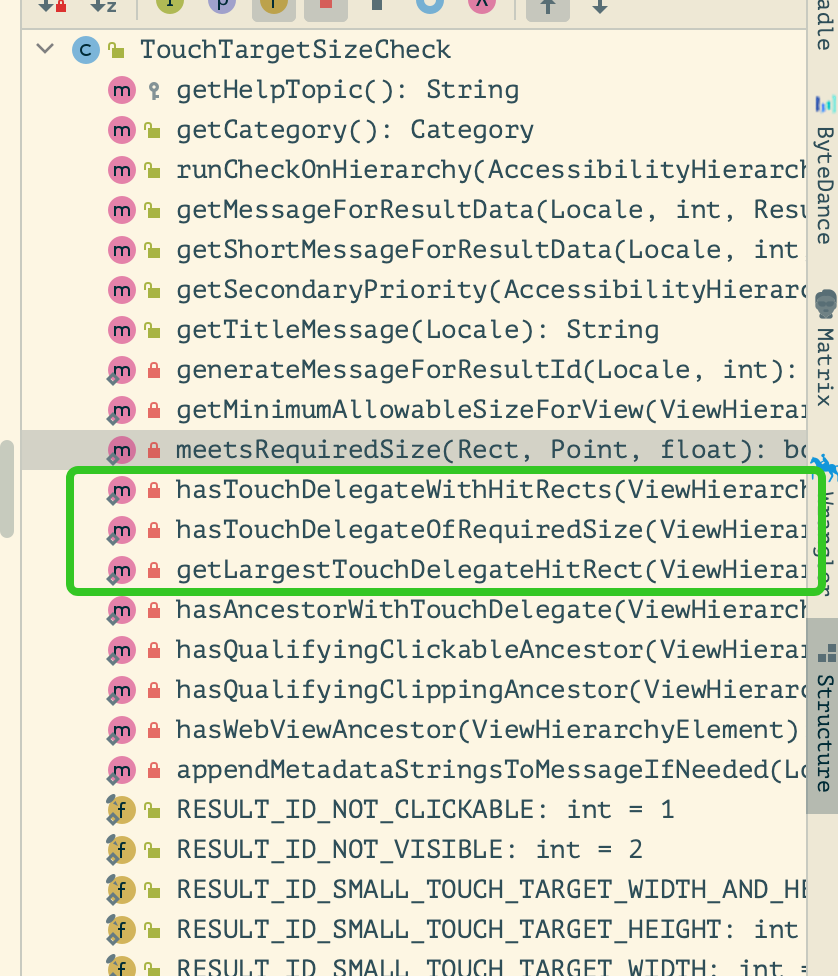 TouchTargetSizeCheck
getHelpTopic(): String
getCategory(): Category
runCheckOnHierarchy(AccessibilityHierarch
getMessageForResultData(Locale, int, Resu
getShortMessageForResultData(Locale, int
getSecondaryPriority(AccessibilityHierarc
getTitleMessage(Locale): String
generateMessageForResultId(Locale, int):
getMinimumAllowableSizeForView(ViewHierar
meetsRequiredSize(Rect, Point, float): bo
hasTouchDelegateWithHitRects(ViewHierarch
hasTouchDelegateOfRequiredSize(ViewHierar
getLargestTouchDelegateHitRect(ViewHierar
hasAncestorWithTouchDelegate(ViewHierarch
hasQualifyingClickableAncestor(ViewHierar
hasQualifyingClippingAncestor(ViewHierarc
hasWebViewAncestor(ViewHierarchyElement)
appendMetadataStringsToMessageIfNeeded(Lo
RESULT_ID_NOT_CLICKABLE: int = 1
RESULT_ID_NOT_VISIBLE: int = 2
RESULT_ID_SMALL_TOUCH_TARGET_WIDTH_AND_HE
RESULT_ID_SMALL_TOUCH_TARGET_HEIGHT: int
RESULT_ID_SMALL_TOUCH_TARGET_WIDTH: int =
adle
ByteDance
Matrix
Structure